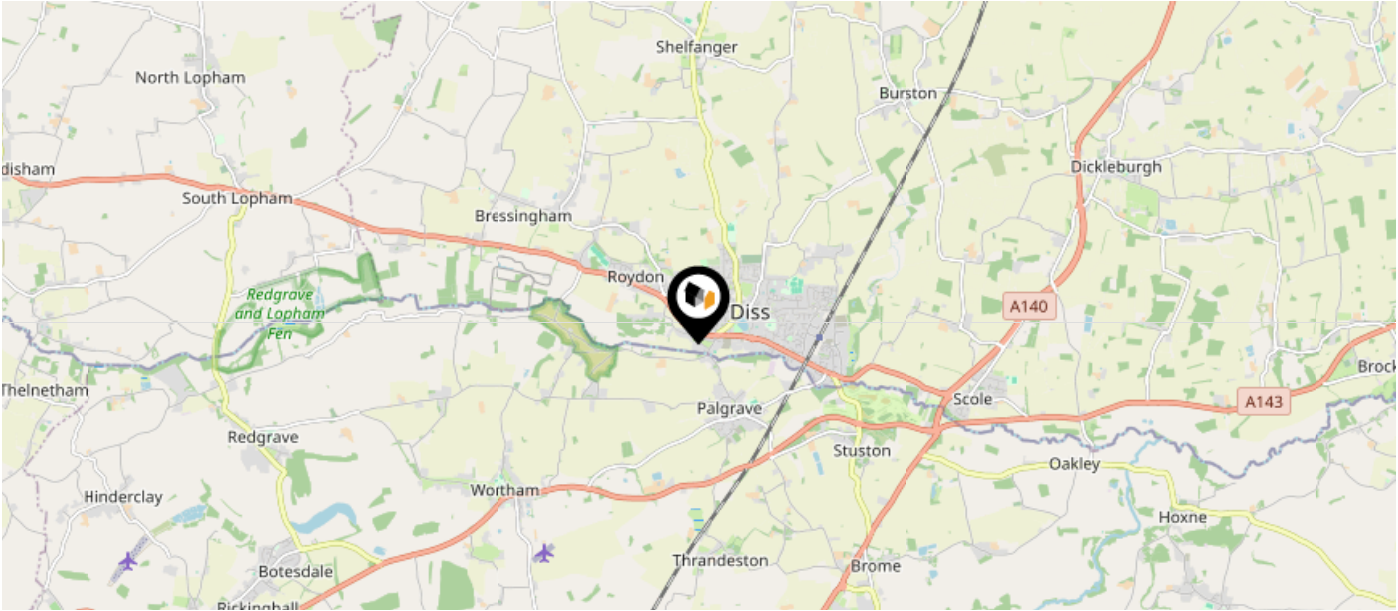 Shelfanger
North Lopham
Burston
disham
Dickleburgh
South Lopham
Bressingham
Roydon
Redgrave
and Lopham
Fen
Diss
A140
Thelnetham
Brock
Scole
A143
Palgrave
Redgrave
Stuston
Oakley
Wortham
Hinderclay
Hoxne
Thrandeston
Brome
Botesdale
Rickinghall